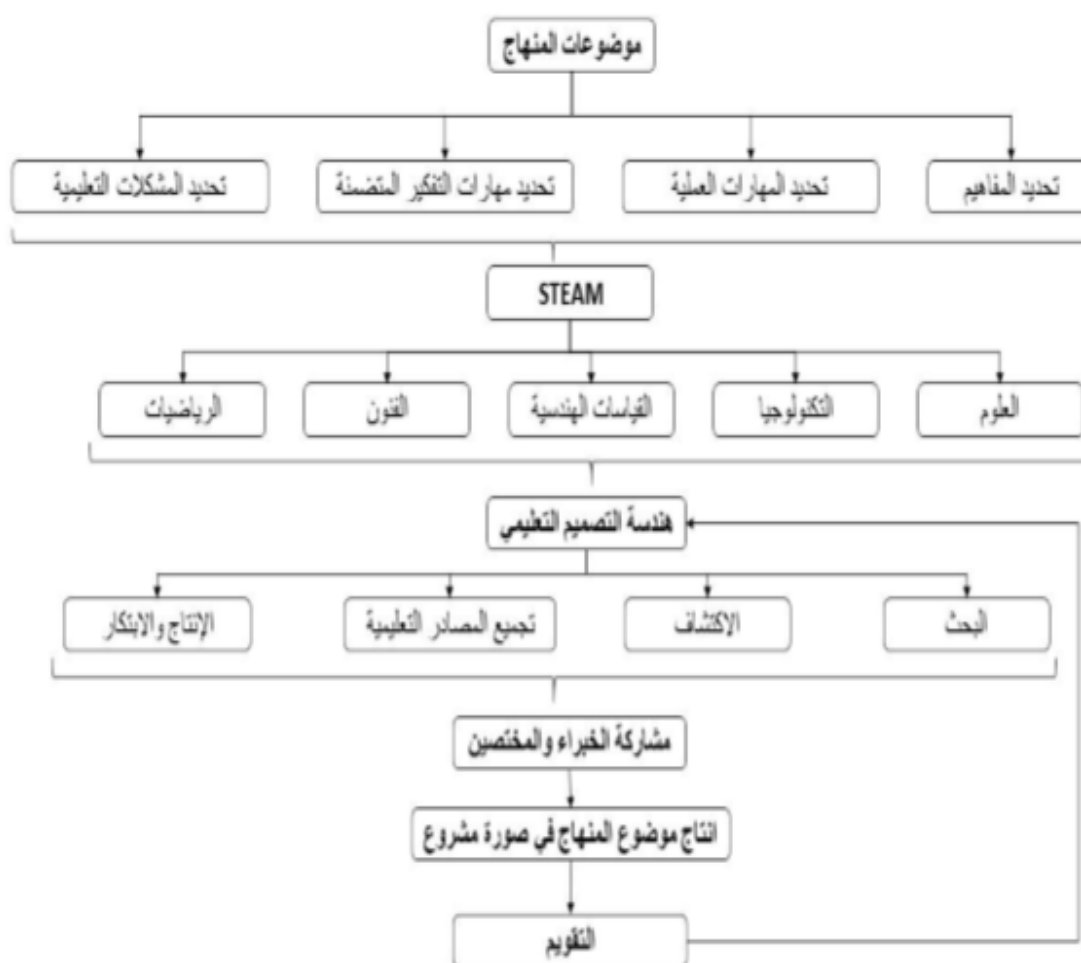 موضوعات المنهاج
تحديد المفاهيم
تحديد المهارات العملية
تحديد مهارات التفكير المتضمنة
تحديد المشكلات التعليمية
STEAM
العلوم
التكنولوجيا
القياسات الهندسية
الفنون
الرياضيات
هندسة التصميم التعليمي
البحث
الاكتشاف
تجميع المصادر التعليمية
الإنتاج والابتكار
مشاركة الخبراء والمختصين
انتاج موضوع المنهاج في صورة مشروع
التقويم